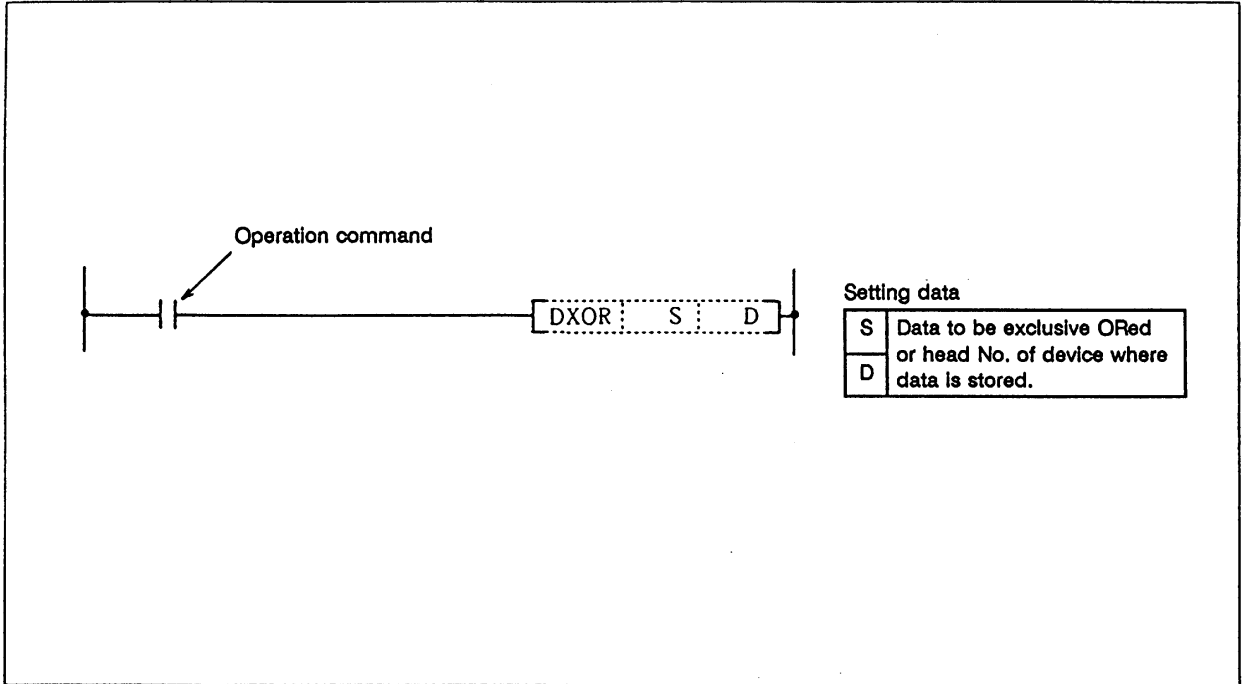 Operation command
DXOR S D
Setting data
S Data to be exclusive ORed
or head No. of device where
D data is stored.